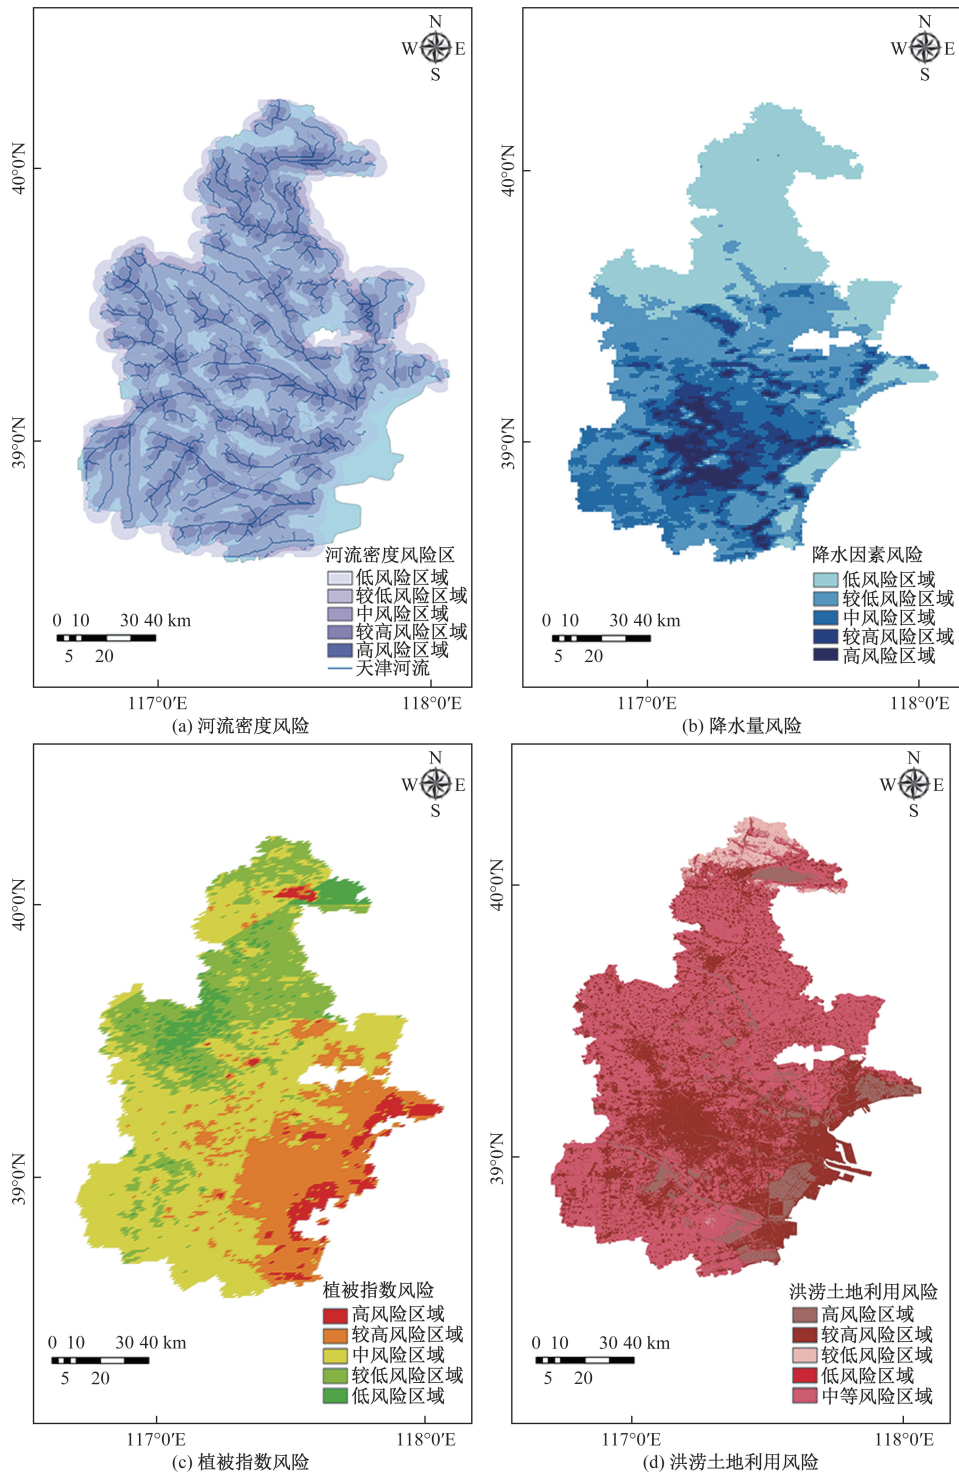 N
W E
S
40°0′N
39°0′N
河流密度风险区
低风险区域
较低风险区域
中风险区域
较高风险区域
高风险区域
天津河流
0 10 30 40 km
5 20
117°0′E 118°0′E
(a) 河流密度风险
N
W E
S
40°0′N
39°0′N
降水因素风险
低风险区域
较低风险区域
中风险区域
较高风险区域
高风险区域
0 10 30 40 km
5 20
117°0′E 118°0′E
(b) 降水量风险
N
W E
S
40°0′N
39°0′N
植被指数风险
高风险区域
较高风险区域
中风险区域
较低风险区域
低风险区域
0 10 30 40 km
5 20
117°0′E 118°0′E
(c) 植被指数风险
N
W E
S
40°0′N
39°0′N
洪涝土地利用风险
高风险区域
较高风险区域
较低风险区域
低风险区域
中等风险区域
0 10 30 40 km
5 20
117°0′E 118°0′E
(d) 洪涝土地利用风险